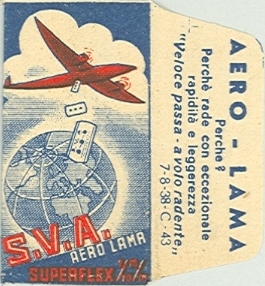 S.V.A.
AERO LAMA
SUPERFLEX
AERO - LAMA
Perche?
Perchè rade con eccezionale
rapidità e leggerezza
"Veloce passa - a volo radente„
7-8-38-C-43